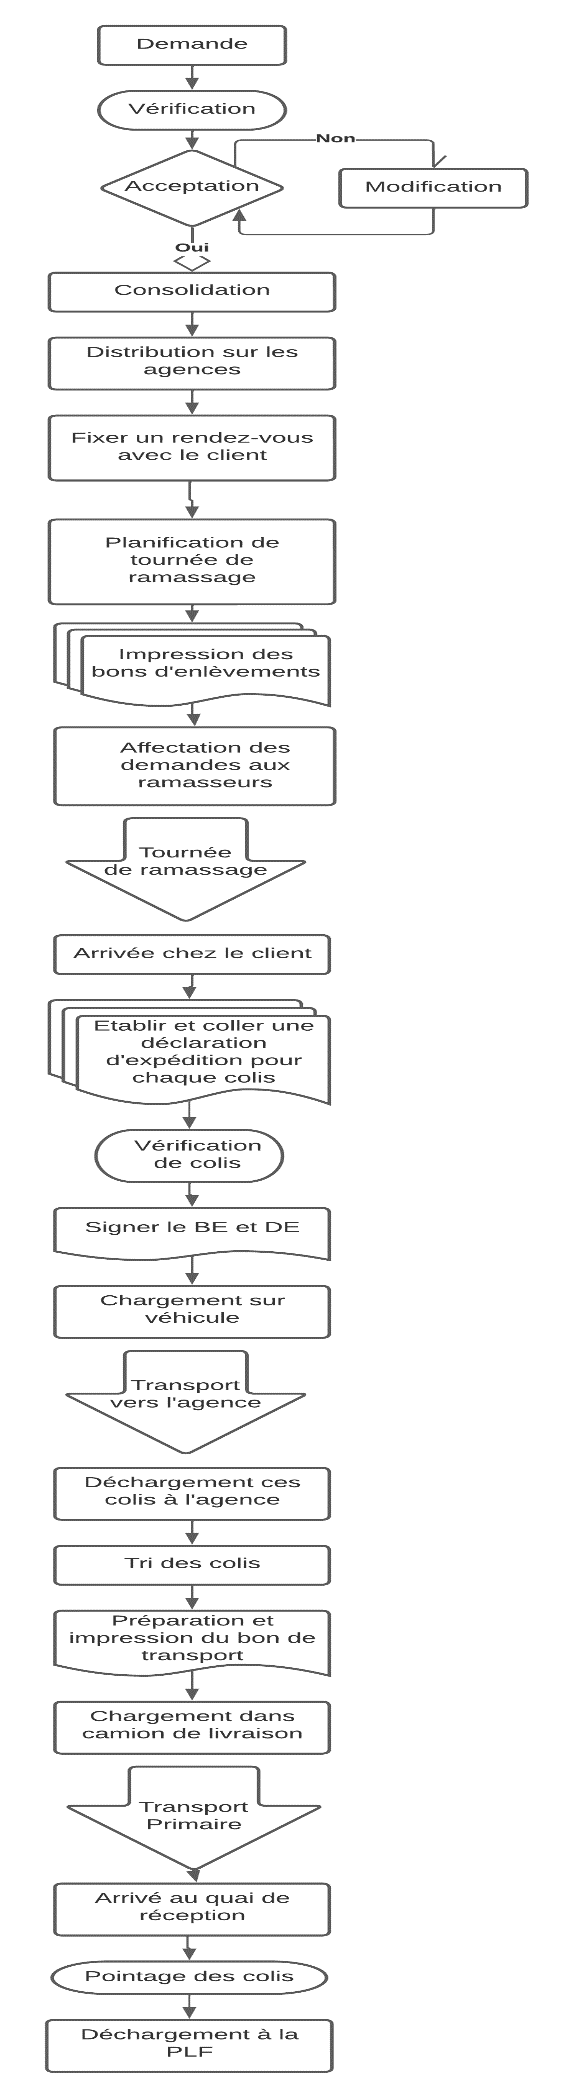 Demande
Vérification
Non
Acceptation
Modification
Oui
Consolidation
Distribution sur les
agences
Fixer un rendez-vous
avec le client
Planification de
tournée de
ramassage
Impression des
bons d'enlèvements
Affectation des
demandes aux
ramasseurs
Tournée
de ramassage
Arrivée chez le client
Etablir et coller une
déclaration
d'expédition pour
chaque colis
Vérification
de colis
Signer le BE et DE
Chargement sur
véhicule
Transport
vers l'agence
Déchargement ces
colis à l'agence
Tri des colis
Préparation et
impression du bon de
transport
Chargement dans
camion de livraison
Transport
Primaire
Arrivé au quai de
réception
Pointage des colis
Déchargement à la
PLF